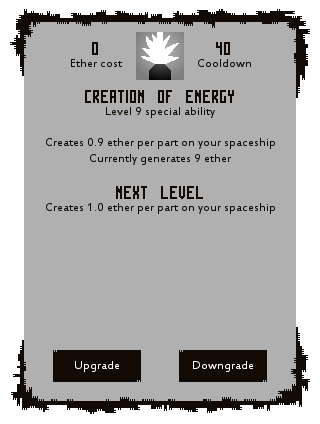 0
Ether cost
40
Cooldown
CREATION OF ENERGY
Level 9 special ability
Creates 0.9 ether per part on your spaceship
Currently generates 9 ether
NEXT LEVEL
Creates 1.0 ether per part on your spaceship
Upgrade
Downgrade